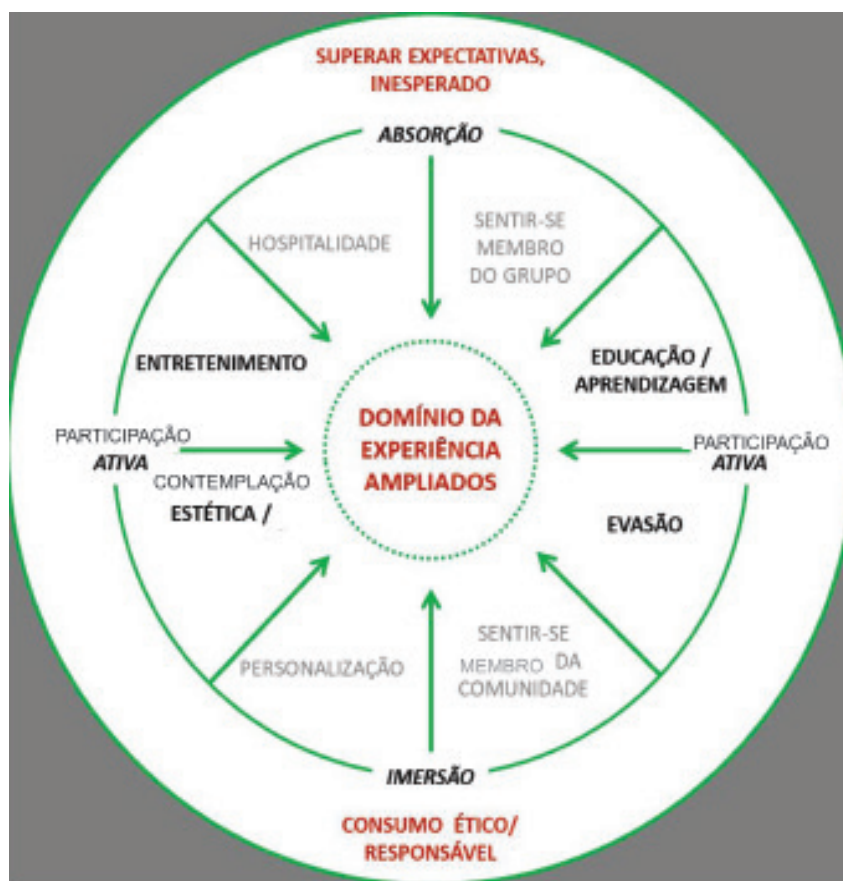 SUPERAR EXPECTATIVAS,
INESPERADO
ABSORÇÃO
HOSPITALIDADE
SENTIR-SE
MEMBRO
DO GRUPO
ENTRETENIMENTO
EDUCAÇÃO /
APRENDIZAGEM
DOMÍNIO DA
EXPERIÊNCIA
AMPLIADOS
PARTICIPAÇÃO
ATIVA
PARTICIPAÇÃO
ATIVA
CONTEMPLAÇÃO
ESTÉTICA /
EVASÃO
PERSONALIZAÇÃO
SENTIR-SE
MEMBRO DA
COMUNIDADE
IMERSÃO
CONSUMO ÉTICO/
RESPONSÁVEL